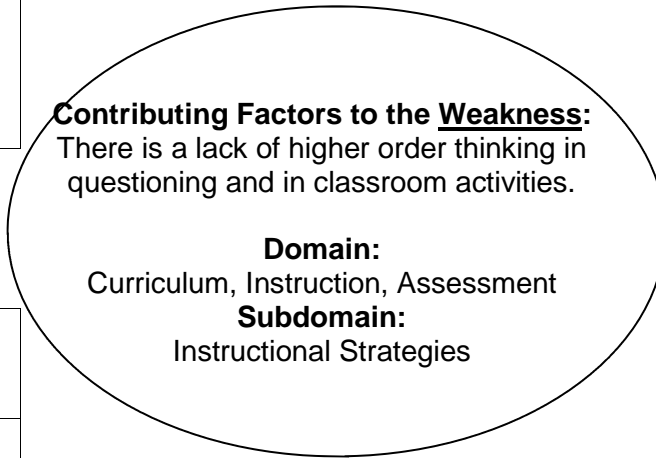 Contributing Factors to the Weakness:
There is a lack of higher order thinking in
questioning and in classroom activities.
Domain:
Curriculum, Instruction, Assessment
Subdomain:
Instructional Strategies